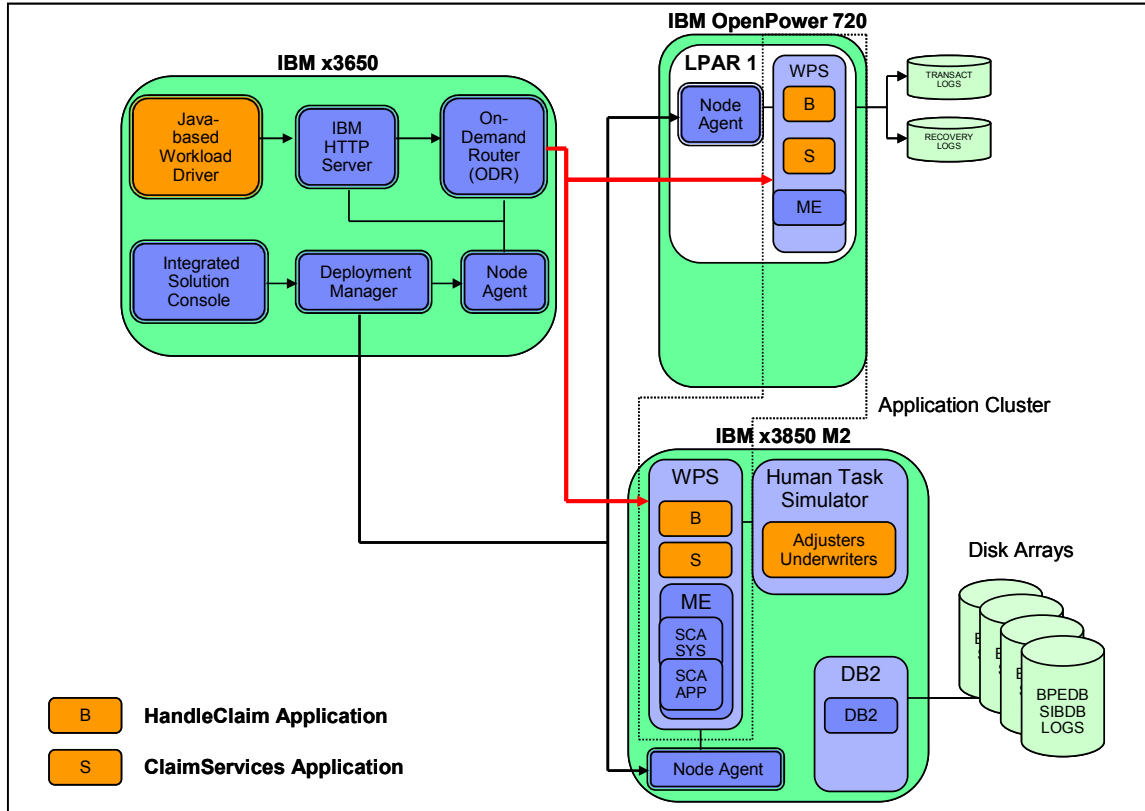 IBM x3650
Java-
based
Workload
Driver
IBM
HTTP
Server
On-
Demand
Router
(ODR)
Integrated
Solution
Console
Deployment
Manager
Node
Agent
IBM OpenPower 720
LPAR 1
Node
Agent
WPS
B
S
ME
TRANSACT
LOGS
RECOVERY
LOGS
Application Cluster
IBM x3850 M2
WPS
B
S
ME
SCA
SYS
SCA
APP
Human Task
Simulator
Adjusters
Underwriters
DB2
DB2
Node Agent
Disk Arrays
BPEDB
SIBDB
LOGS
B
HandleClaim Application
S
ClaimServices Application